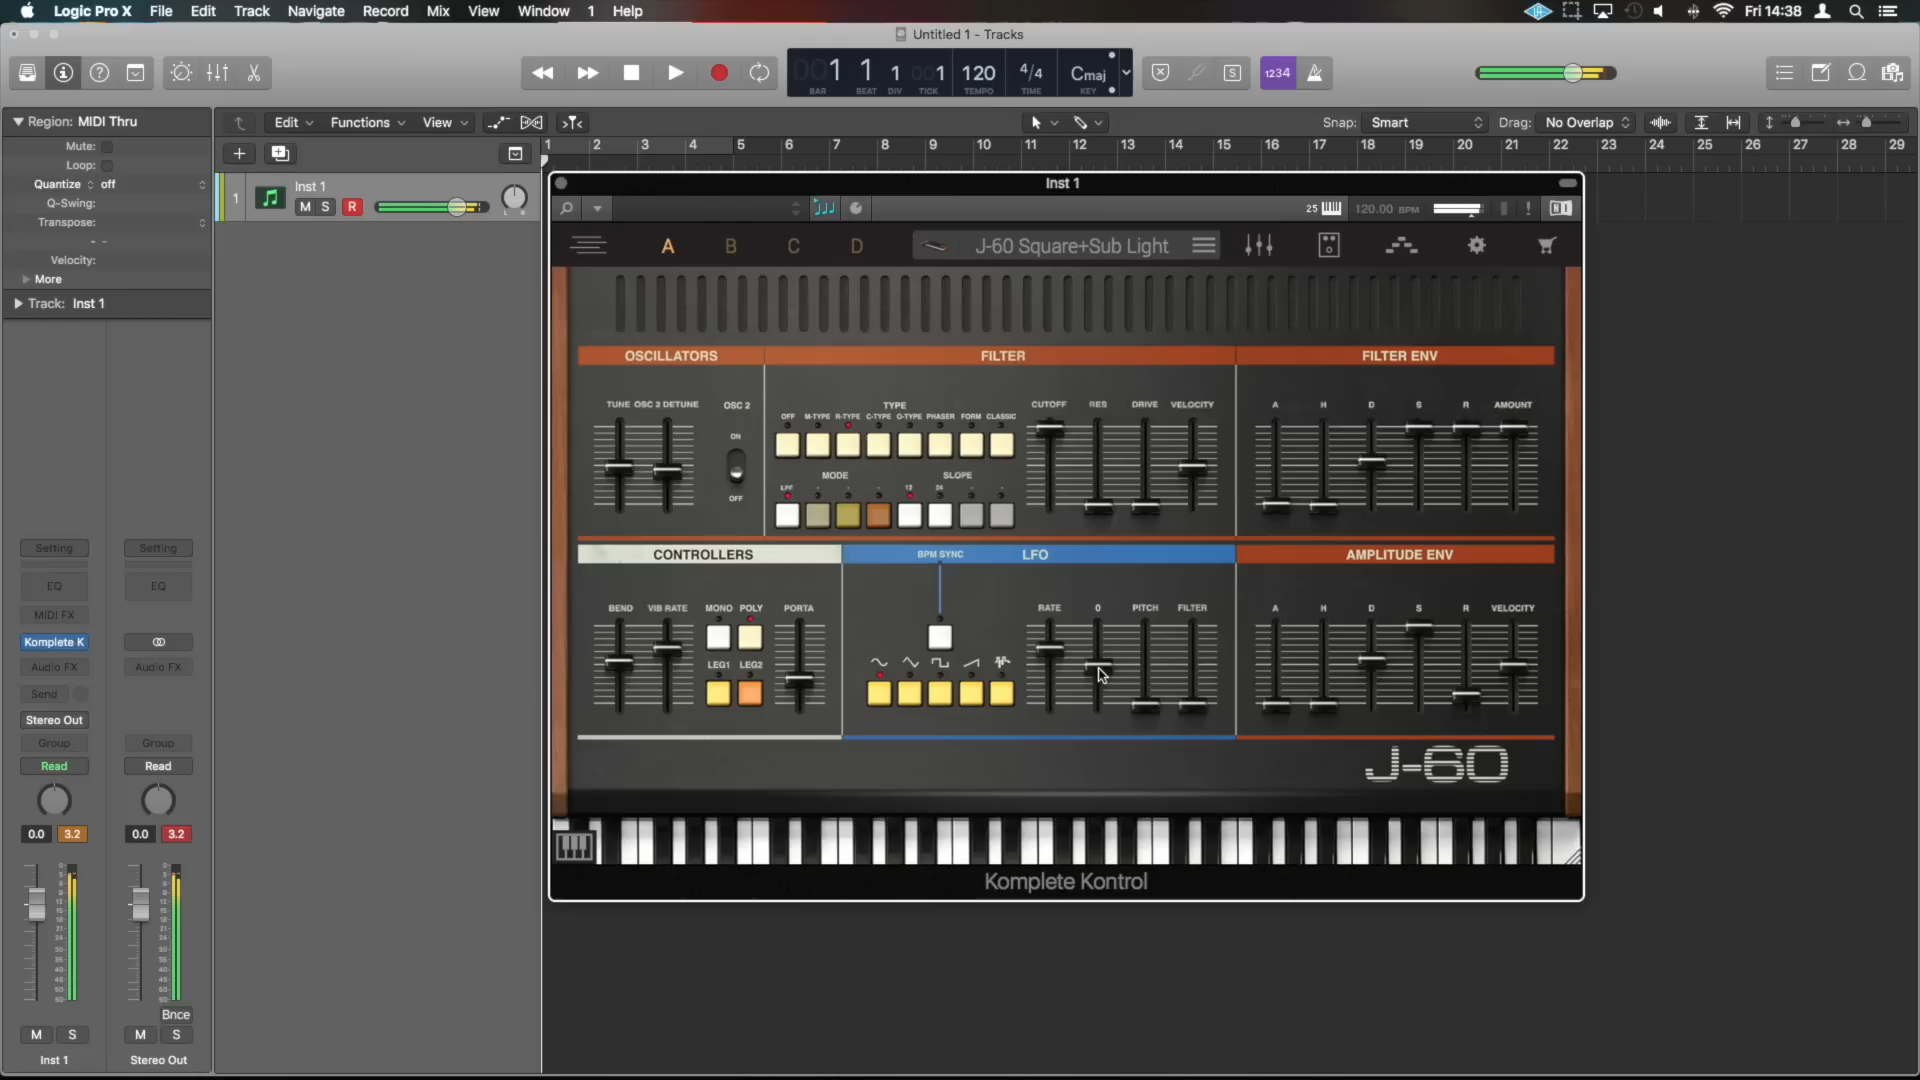 Logic Pro X File Edit Track Navigate Record Mix View Window 1 Help
Fri 14:38
Untitled 1 - Tracks
001 1 1 001 120 4/4 Cmaj
BAR BEAT DIV TICK TEMPO TIME KEY
1234
Region: MIDI Thru
Mute:
Loop:
Quantize off
Q-Swing:
Transpose:
Velocity:
More
Track: Inst 1
Edit Functions View
Snap: Smart Drag: No Overlap
1 2 3 4 5 6 7 8 9 10 11 12 13 14 15 16 17 18 19 20 21 22 23 24 25 26 27 28 29
1 Inst 1
M S R
L R
Inst 1
25 120.00 BPM
NI
A B C D J-60 Square+Sub Light
OSCILLATORS FILTER FILTER ENV
TUNE OSC 2 DETUNE OSC 2 TYPE CUTOFF RES DRIVE VELOCITY A H D S R AMOUNT
OFF M-TYPE R-TYPE C-TYPE O-TYPE PHASER FORM CLASSIC
ON
OFF
MODE SLOPE
LPF - - - 12 24 - -
CONTROLLERS BPM SYNC LFO AMPLITUDE ENV
BEND VIB RATE MONO POLY PORTA RATE 0 PITCH FILTER A H D S R VELOCITY
LEG1 LEG2
J-60
Komplete Kontrol
Setting Setting
EQ EQ
MIDI FX
Komplete K
Audio FX Audio FX
Send
Stereo Out
Group Group
Read Read
0.0 3.2 0.0 3.2
Bnce
M S M S
Inst 1 Stereo Out